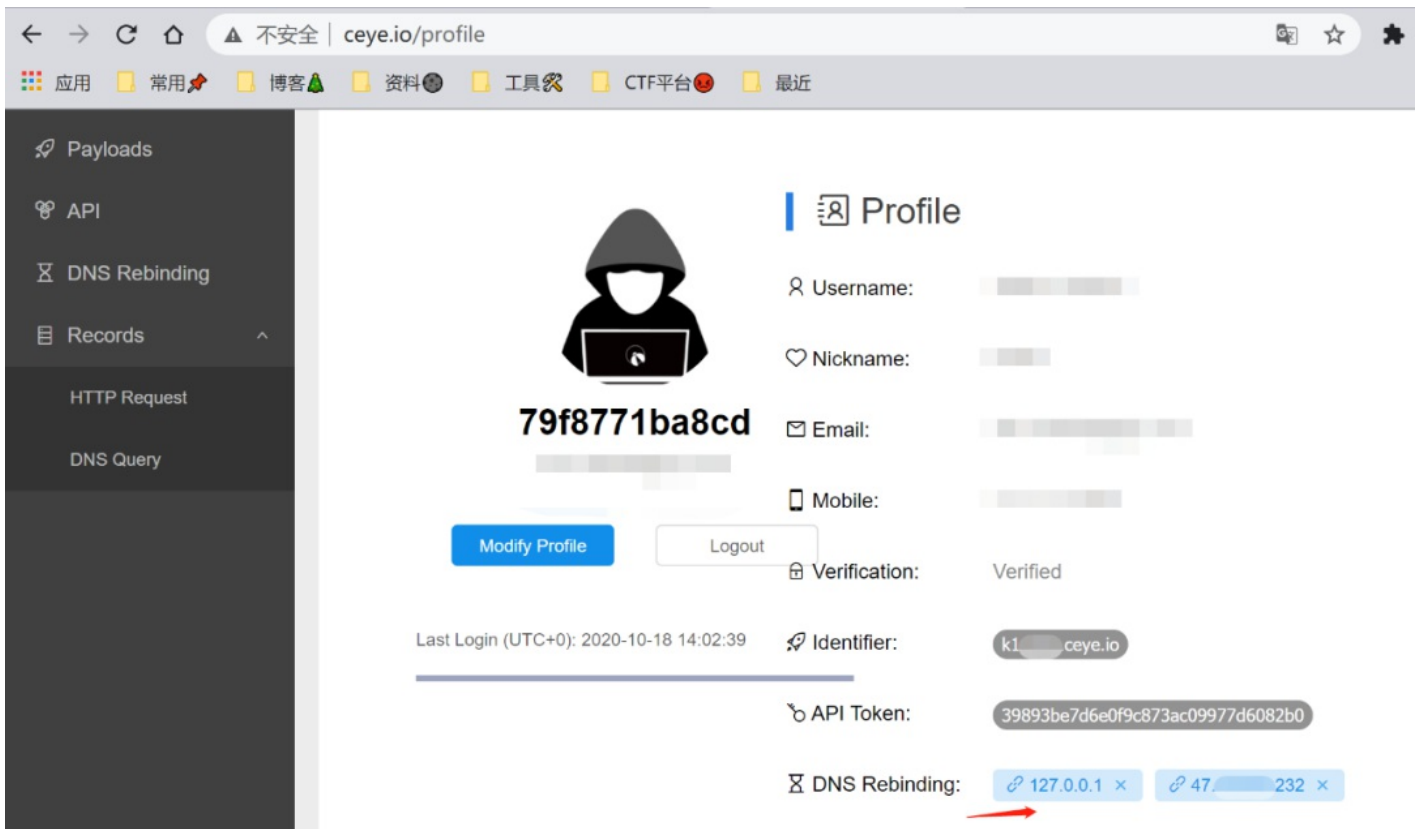 不安全 ceye.io/profile
应用 常用 博客 资料 工具 CTF平台 最近
Payloads
API
DNS Rebinding
Records
HTTP Request
DNS Query
79f8771ba8cd
Modify Profile Logout
Last Login (UTC+0): 2020-10-18 14:02:39
Profile
Username:
Nickname:
Email:
Mobile:
Verification: Verified
Identifier: k1 ceye.io
API Token: 39893be7d6e0f9c873ac09977d6082b0
DNS Rebinding: 127.0.0.1 × 47. 232 ×